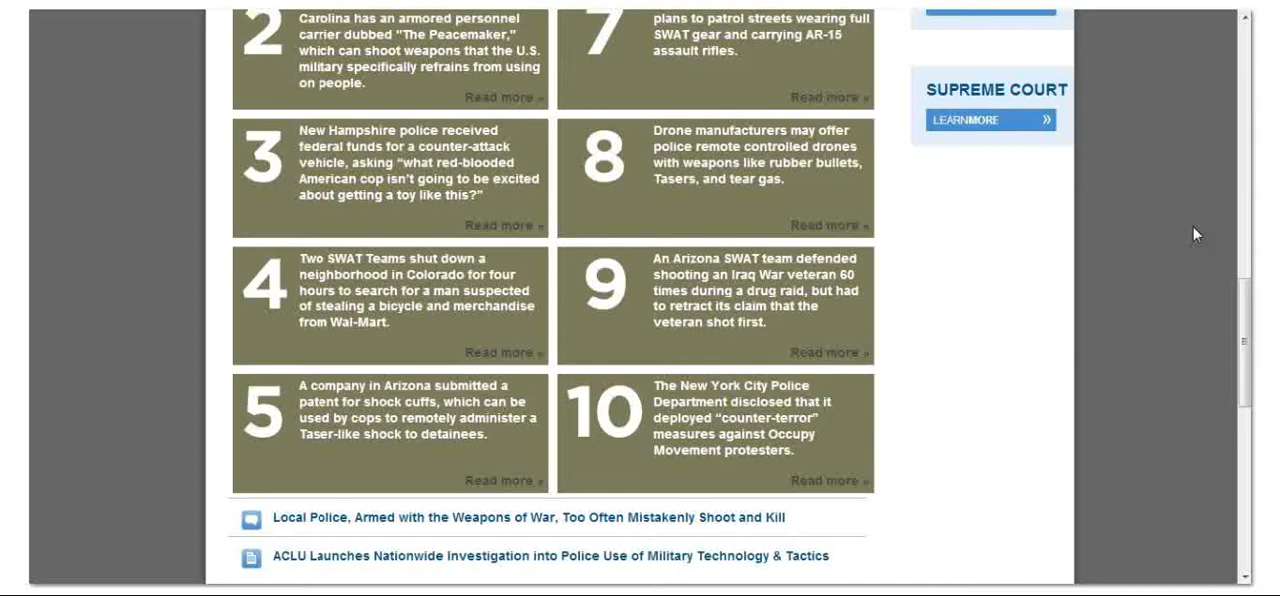 2
Carolina has an armored personnel
carrier dubbed "The Peacemaker,"
which can shoot weapons that the U.S.
military specifically refrains from using
on people.
Read more »
7
plans to patrol streets wearing full
SWAT gear and carrying AR-15
assault rifles.
Read more »
3
New Hampshire police received
federal funds for a counter-attack
vehicle, asking “what red-blooded
American cop isn’t going to be excited
about getting a toy like this?”
Read more »
8
Drone manufacturers may offer
police remote controlled drones
with weapons like rubber bullets,
Tasers, and tear gas.
Read more »
4
Two SWAT Teams shut down a
neighborhood in Colorado for four
hours to search for a man suspected
of stealing a bicycle and merchandise
from Wal-Mart.
Read more »
9
An Arizona SWAT team defended
shooting an Iraq War veteran 60
times during a drug raid, but had
to retract its claim that the
veteran shot first.
Read more »
5
A company in Arizona submitted a
patent for shock cuffs, which can be
used by cops to remotely administer a
Taser-like shock to detainees.
Read more »
10
The New York City Police
Department disclosed that it
deployed “counter-terror”
measures against Occupy
Movement protesters.
Read more »
Local Police, Armed with the Weapons of War, Too Often Mistakenly Shoot and Kill
ACLU Launches Nationwide Investigation into Police Use of Military Technology & Tactics
SUPREME COURT
LEARNMORE »